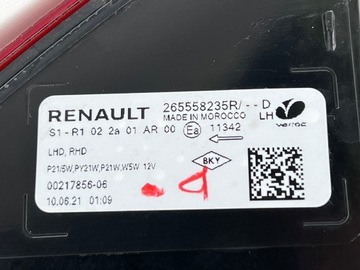 RENAULT
265558235R/--D
MADE IN MOROCCO
LH
S1 - R1 02 2a 01 AR 00 Ea 11342
LHD, RHD
P21/5W,PY21W,P21W,W5W 12V
BKY
00217856-06
10.06.21 01:09